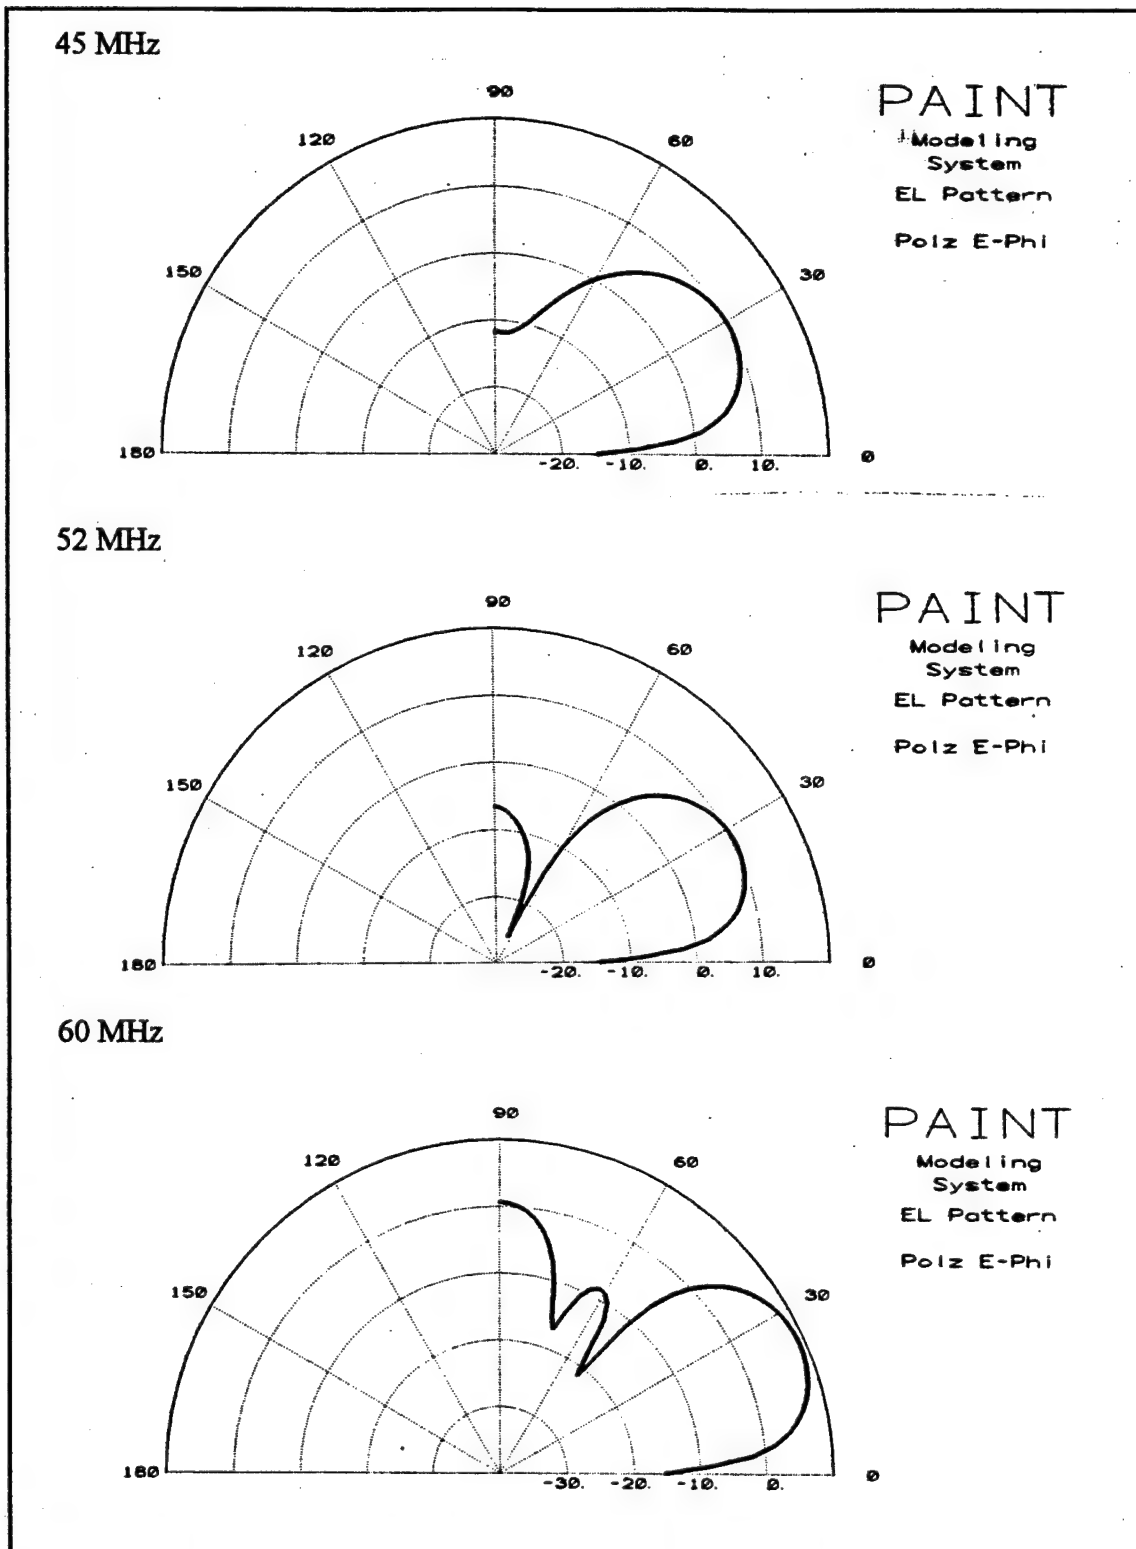 45 MHz
PAINT
Modeling
System
EL Pattern
Polz E-Phi
90
120
60
150
30
180
-20. -10. 0. 10.
0
52 MHz
PAINT
Modeling
System
EL Pattern
Polz E-Phi
90
120
60
150
30
180
-20. -10. 0. 10.
0
60 MHz
PAINT
Modeling
System
EL Pattern
Polz E-Phi
90
120
60
150
30
180
-30. -20. -10. 0.
0